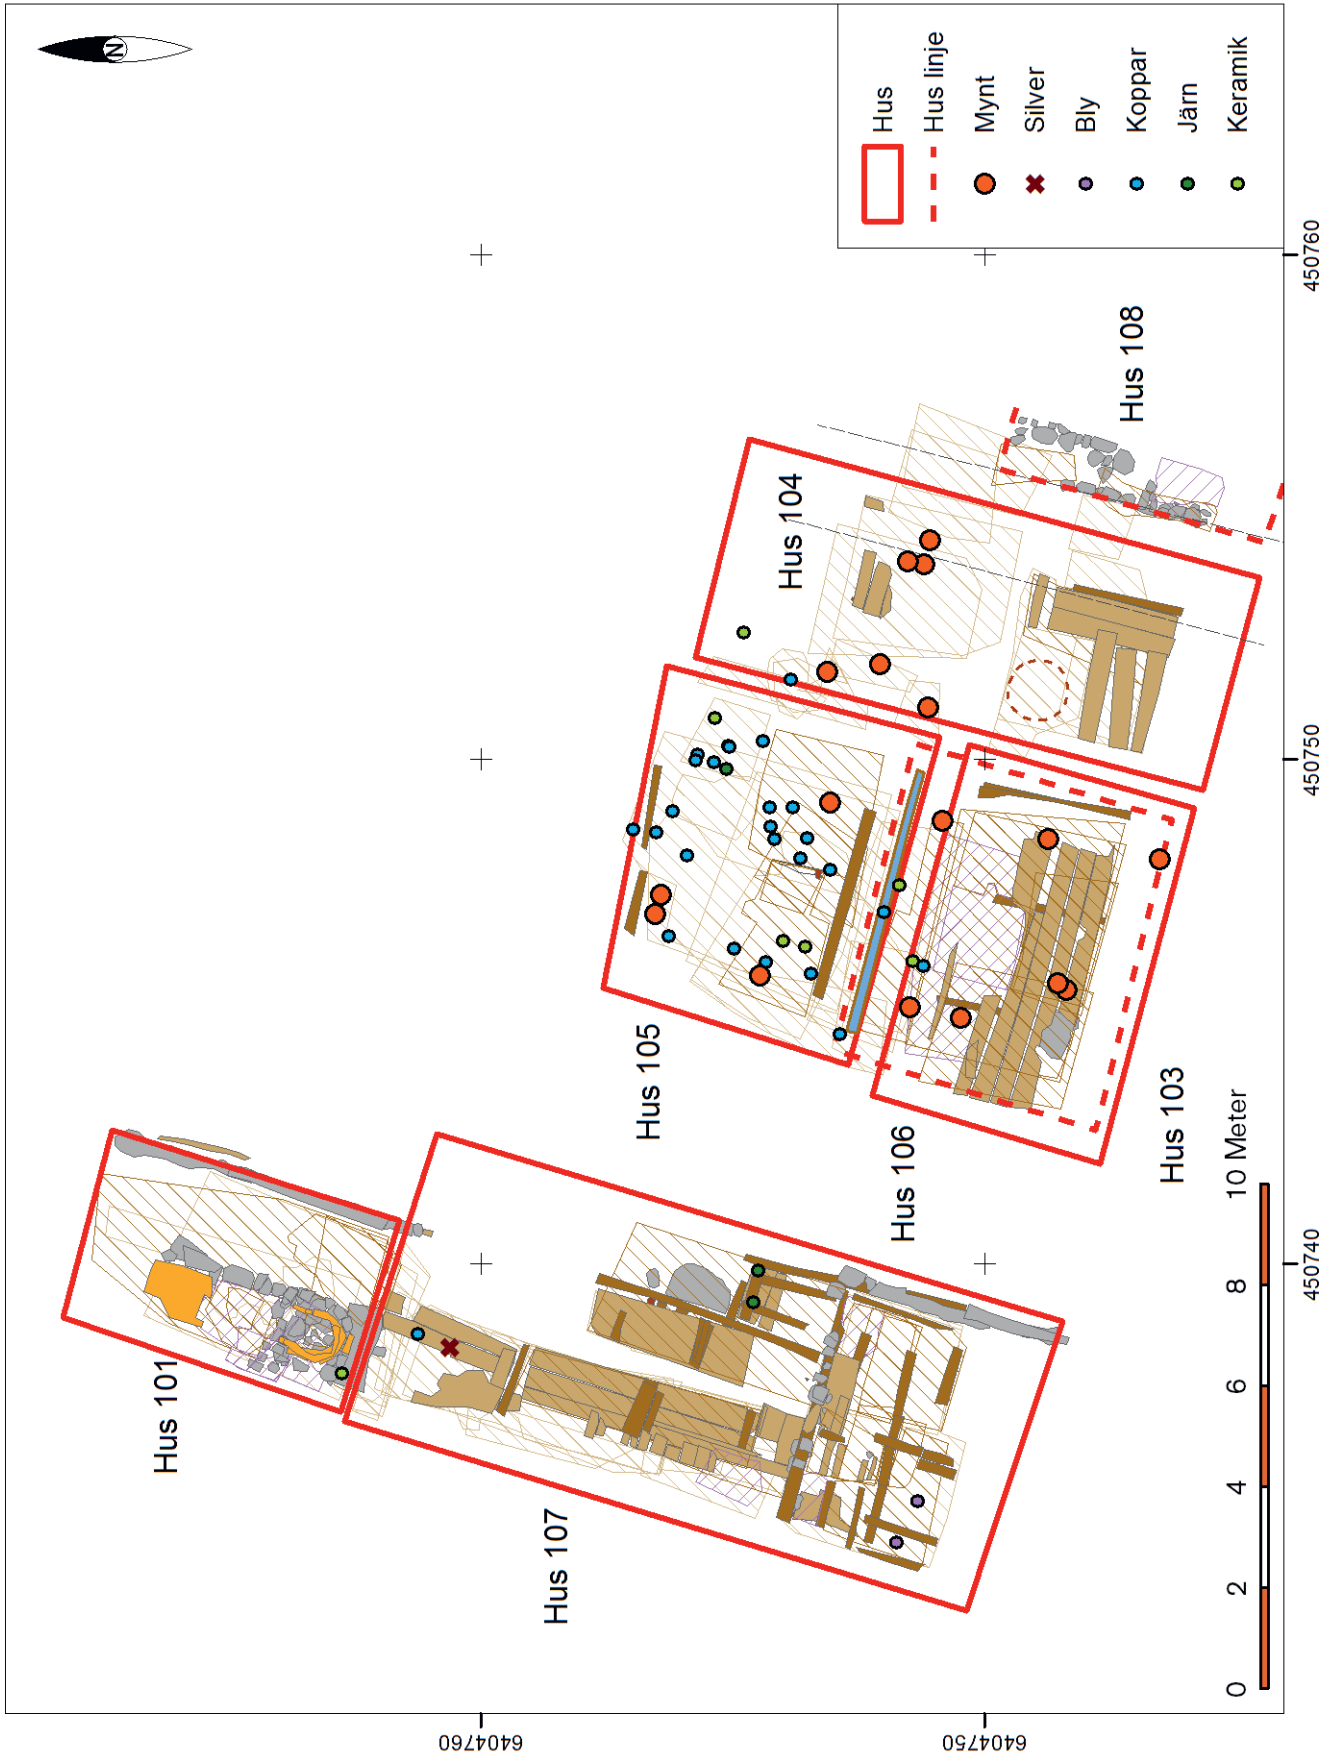 N
Hus
Hus linje
Mynt
Silver
Bly
Koppar
Järn
Keramik
Hus 101
Hus 107
Hus 105
Hus 106
Hus 103
Hus 104
Hus 108
0 2 4 6 8 10 Meter
450740
450750
450760
6404760
6404750